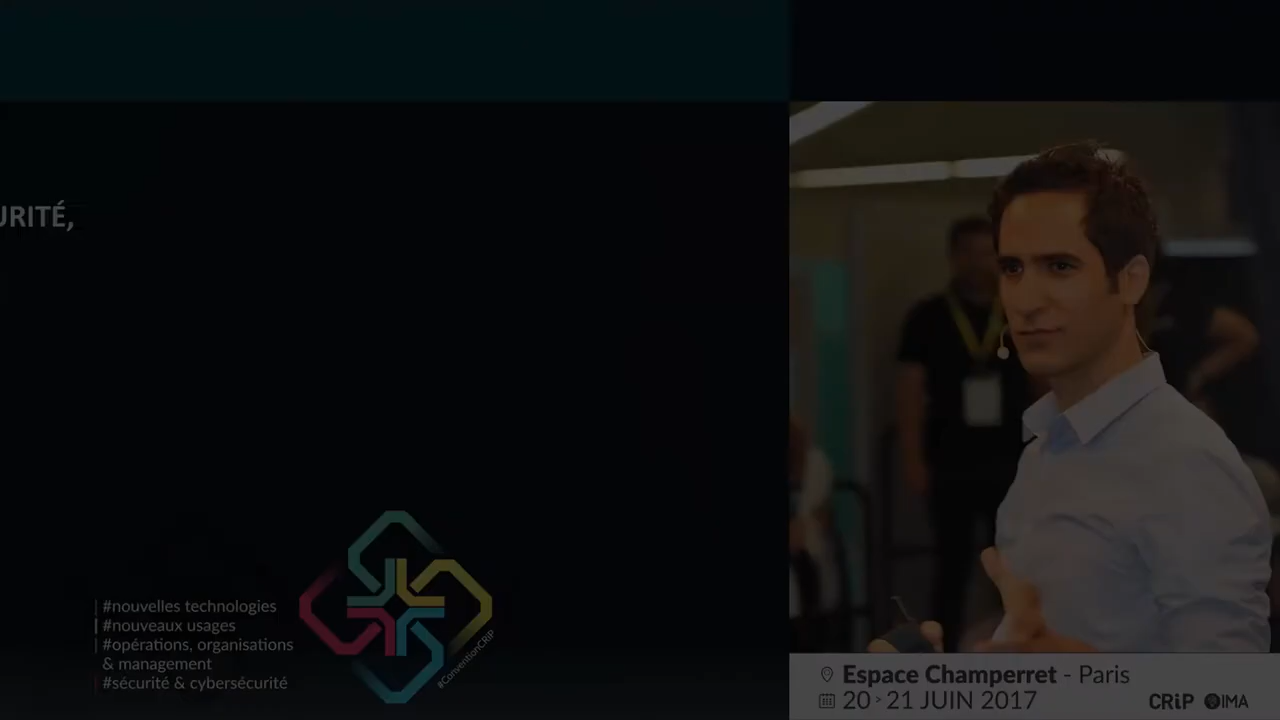 URITÉ,
#nouvelles technologies
#nouveaux usages
#opérations, organisations
& management
#sécurité & cybersécurité
#ConventionCRiP
Espace Champerret - Paris
20 > 21 JUIN 2017
CRiP IMA